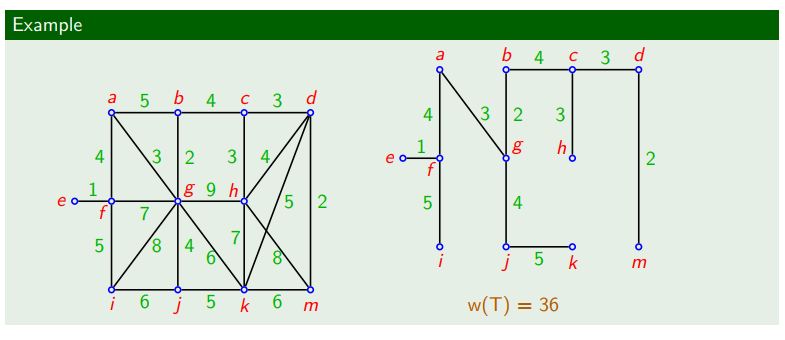 Example
a 5 b 4 c 3 d
4 3 2 3 4
e 1 f 7 g 9 h 5 2
5 8 4 6 7 8
i 6 j 5 k 6 m
a b 4 c 3 d
4 3 2 3
e 1 f g h 2
5 4
i j 5 k m
w(T) = 36